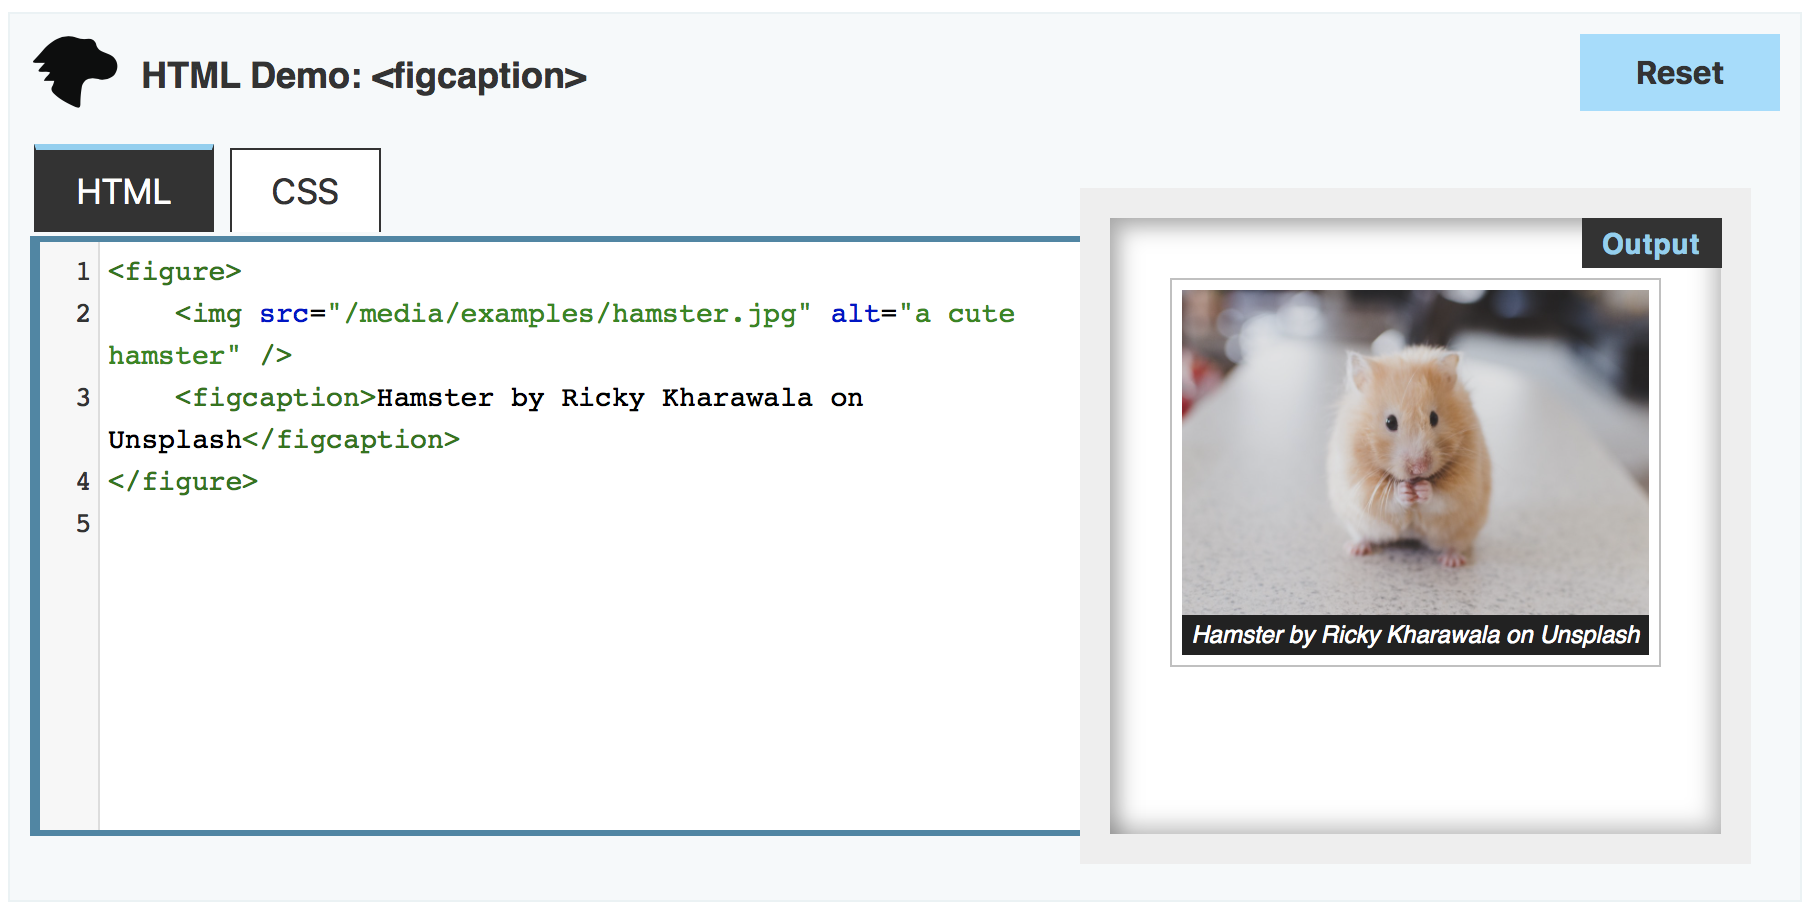 HTML Demo: <figcaption>
Reset
HTML
CSS
1 <figure>
2     <img src="/media/examples/hamster.jpg" alt="a cute
hamster" />
3     <figcaption>Hamster by Ricky Kharawala on
Unsplash</figcaption>
4 </figure>
5
Output
Hamster by Ricky Kharawala on Unsplash